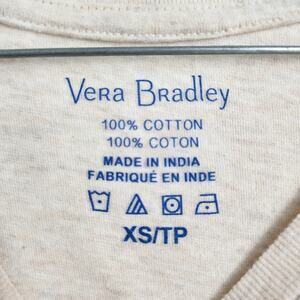 Vera Bradley
100% COTTON
100% COTON
MADE IN INDIA
FABRIQUÉ EN INDE
XS/TP